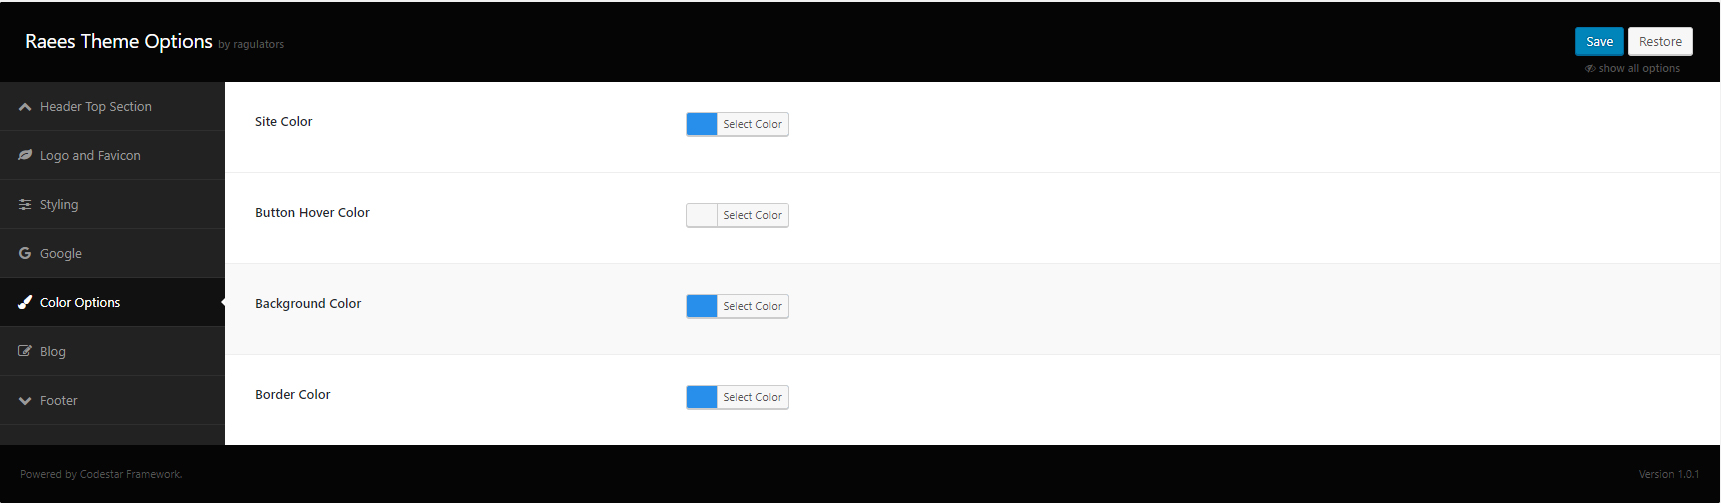 Raees Theme Options by ragulators
Save Restore
show all options
Header Top Section
Logo and Favicon
Styling
Google
Color Options
Blog
Footer
Site Color Select Color
Button Hover Color Select Color
Background Color Select Color
Border Color Select Color
Powered by Codestar Framework. Version 1.0.1